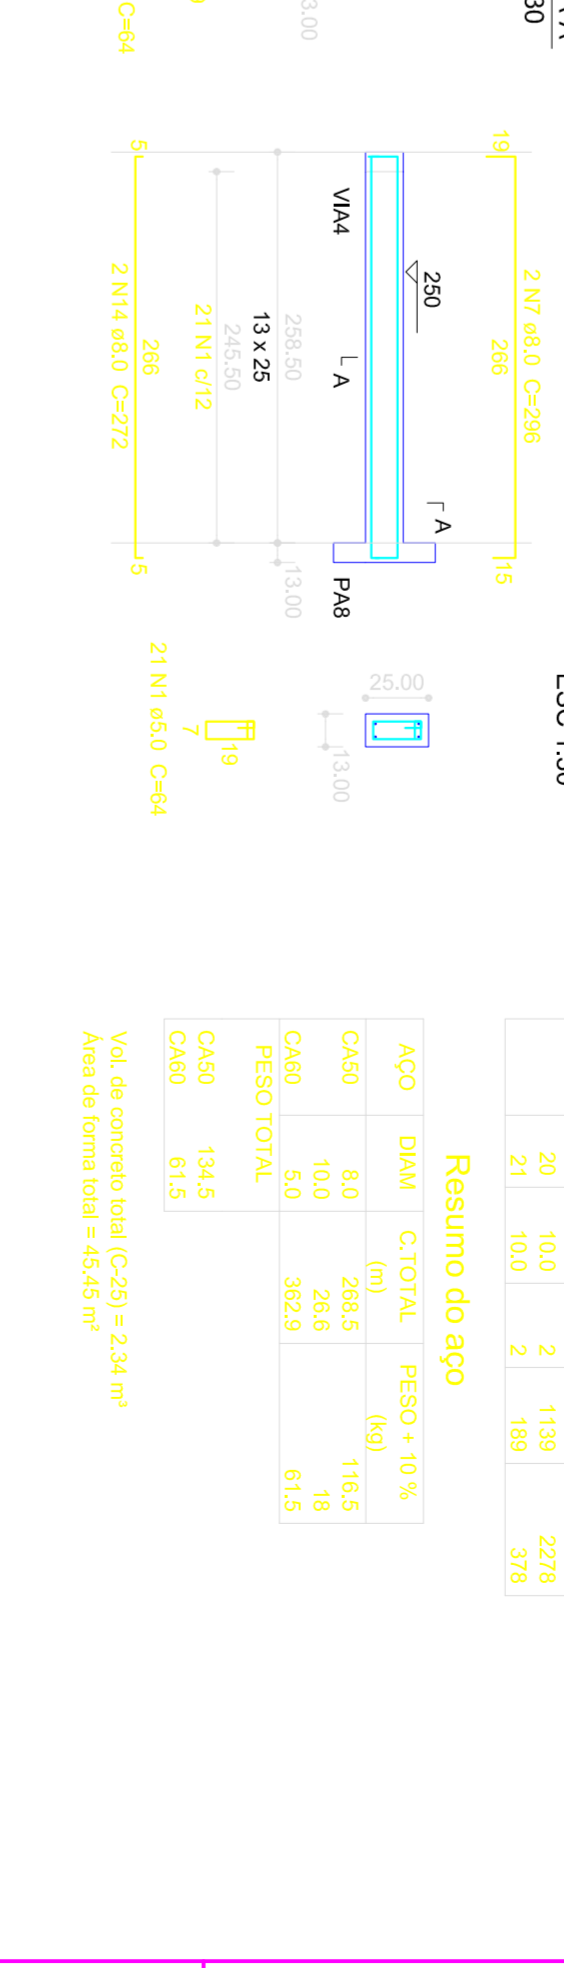 C=64
13.00
30
19
2 N7 ø8.0 C=296
266
15
250
A
VIA4
A
PA8
258.50
13.00
13 x 25
245.50
21 N1 c/12
266
5
5
2 N14 ø8.0 C=272
25.00
13.00
19
7
21 N1 ø5.0 C=64
20 10.0 2 1139 2278
21 10.0 2 189 378
Resumo do aço
AÇO DIAM C.TOTAL PESO + 10 %
(m) (kg)
CA50 8.0 268.5 116.5
10.0 26.6 18
CA60 5.0 362.9 61.5
PESO TOTAL
CA50 134.5
CA60 61.5
Vol. de concreto total (C-25) = 2.34 m³
Área de forma total = 45.45 m²